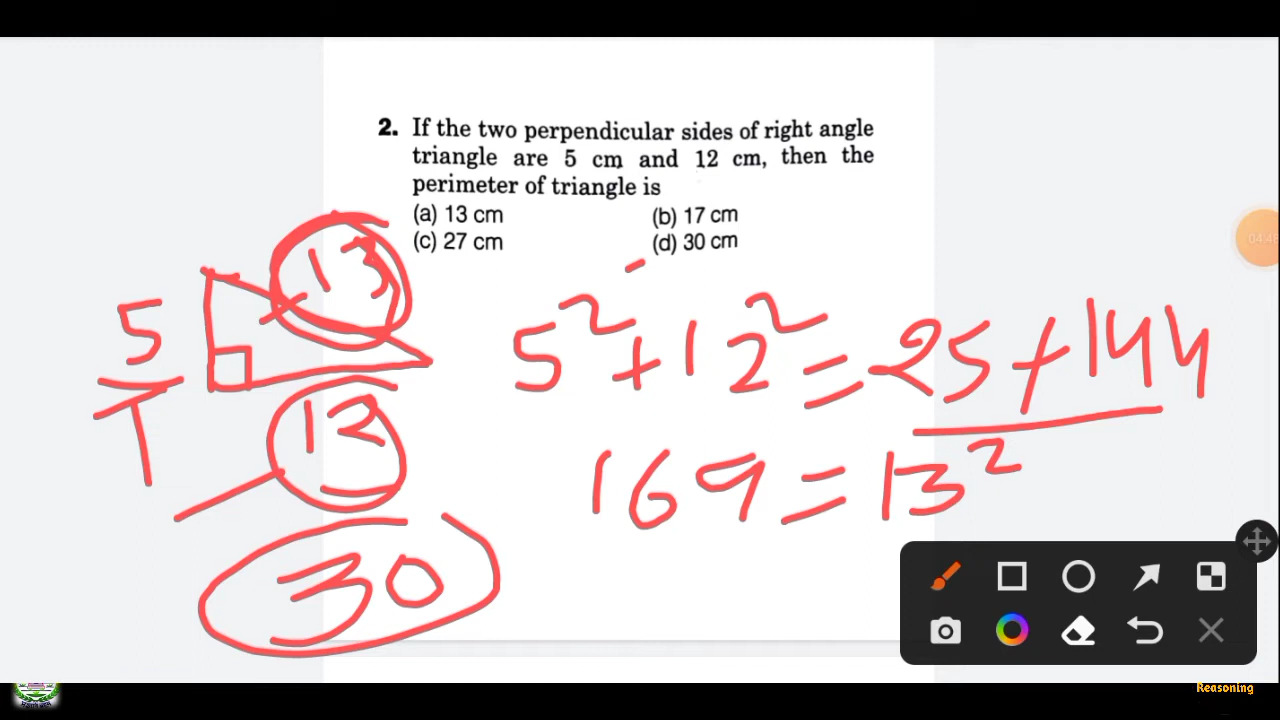 2. If the two perpendicular sides of right angle
triangle are 5 cm and 12 cm, then the
perimeter of triangle is
(a) 13 cm (b) 17 cm
(c) 27 cm (d) 30 cm
04:48
13
5
12
30
5² + 12² = 25 + 144
169 = 13²
Reasoning